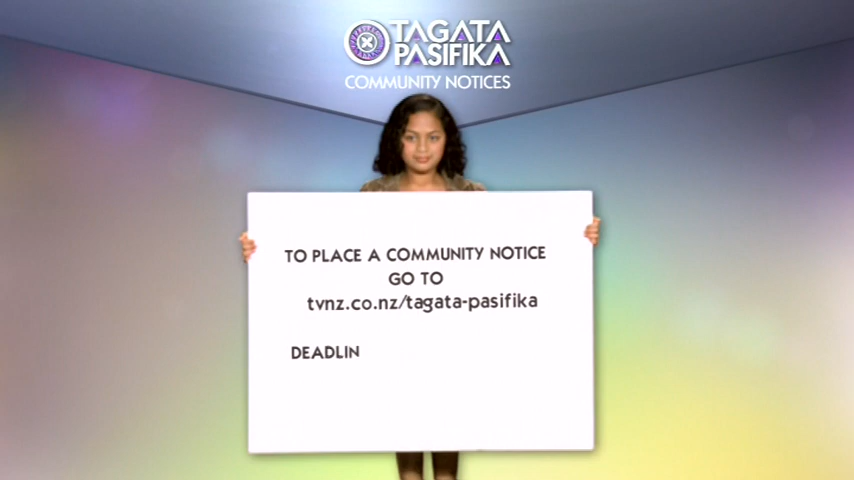 TAGATA
PASIFIKA
COMMUNITY NOTICES
TO PLACE A COMMUNITY NOTICE
GO TO
tvnz.co.nz/tagata-pasifika
DEADLIN